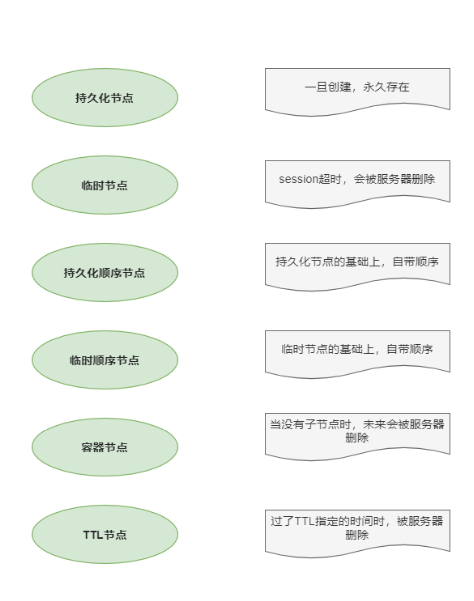 持久化节点
一旦创建，永久存在
临时节点
session超时，会被服务器删除
持久化顺序节点
持久化节点的基础上，自带顺序
临时顺序节点
临时节点的基础上，自带顺序
容器节点
当没有子节点时，未来会被服务器
删除
TTL节点
过了TTL指定的时间时，被服务器
删除